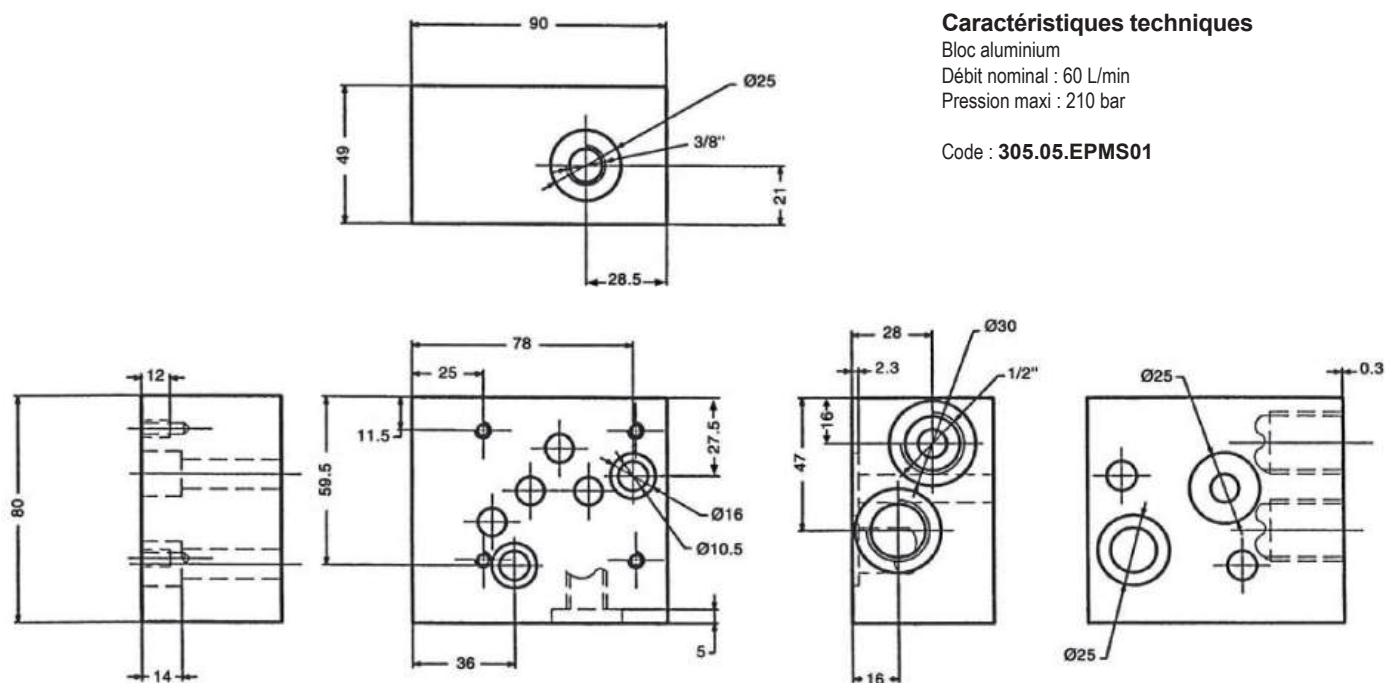 90
Ø25
3/8"
49
21
28.5
Caractéristiques techniques
Bloc aluminium
Débit nominal : 60 L/min
Pression maxi : 210 bar
Code : 305.05.EPMS01
12
80
14
78
25
11.5
59.5
27.5
Ø16
Ø10.5
36
5
28
2.3
Ø30
1/2"
16
47
16
Ø25
0.3
Ø25